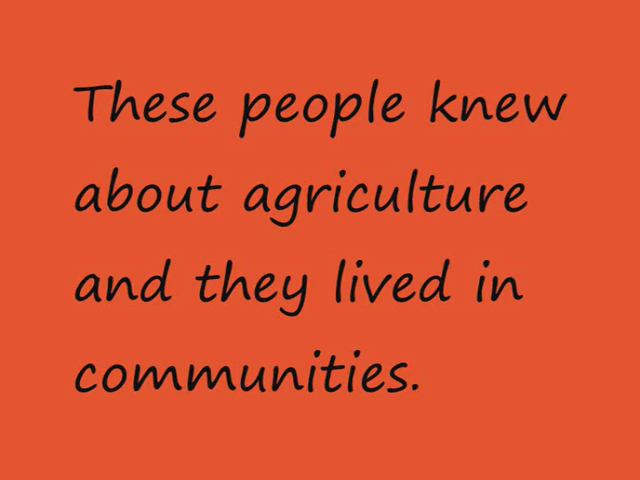 These people knew
about agriculture
and they lived in
communities.